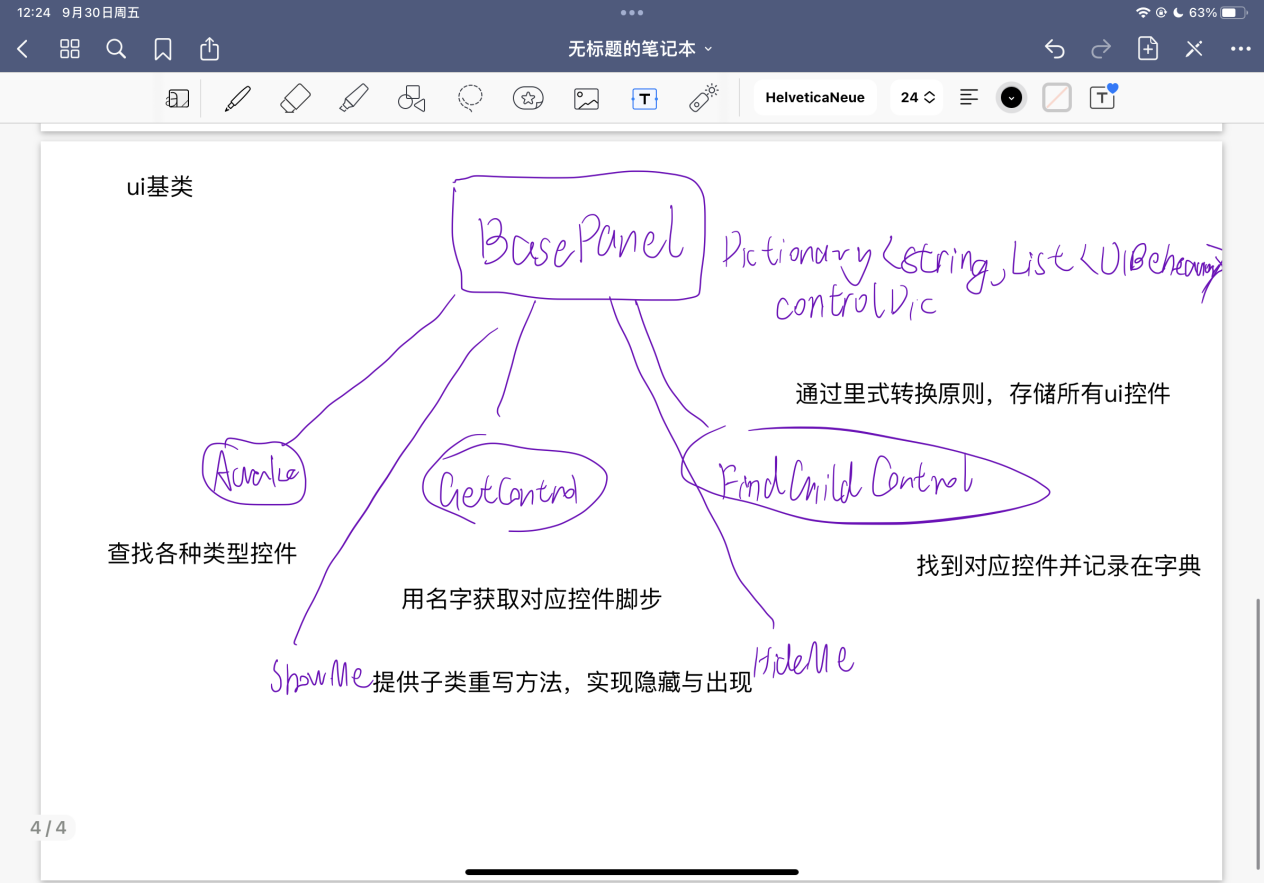 12:24 9月30日周五
63%
无标题的笔记本
HelveticaNeue
24
ui基类
BasePanel
Dictionary<string,List<UIBeheavuor>>
controlDic
通过里式转换原则，存储所有ui控件
Awake
GetControl
FindChildControl
查找各种类型控件
找到对应控件并记录在字典
用名字获取对应控件脚步
ShowMe
提供子类重写方法，实现隐藏与出现
HideMe
4 / 4